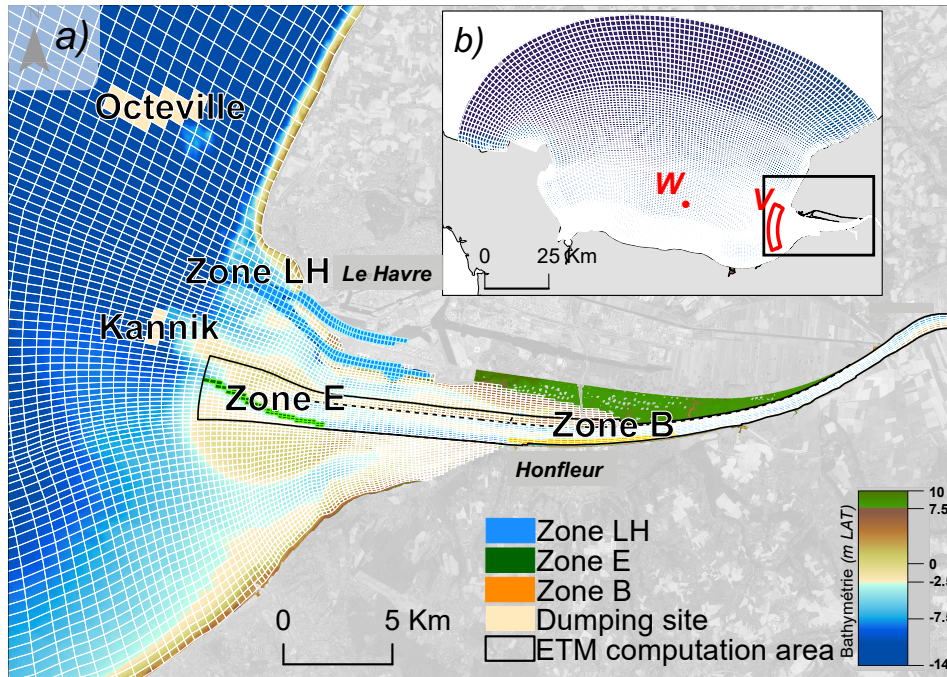 a)
N
Octeville
Zone LH
Le Havre
Kannik
Zone E
Zone B
Honfleur
b)
W
V
0 25 Km
Zone LH
Zone E
Zone B
Dumping site
ETM computation area
0 5 Km
Bathymétrie (m LAT)
10
7.5
0
-2.5
-7.5
-14